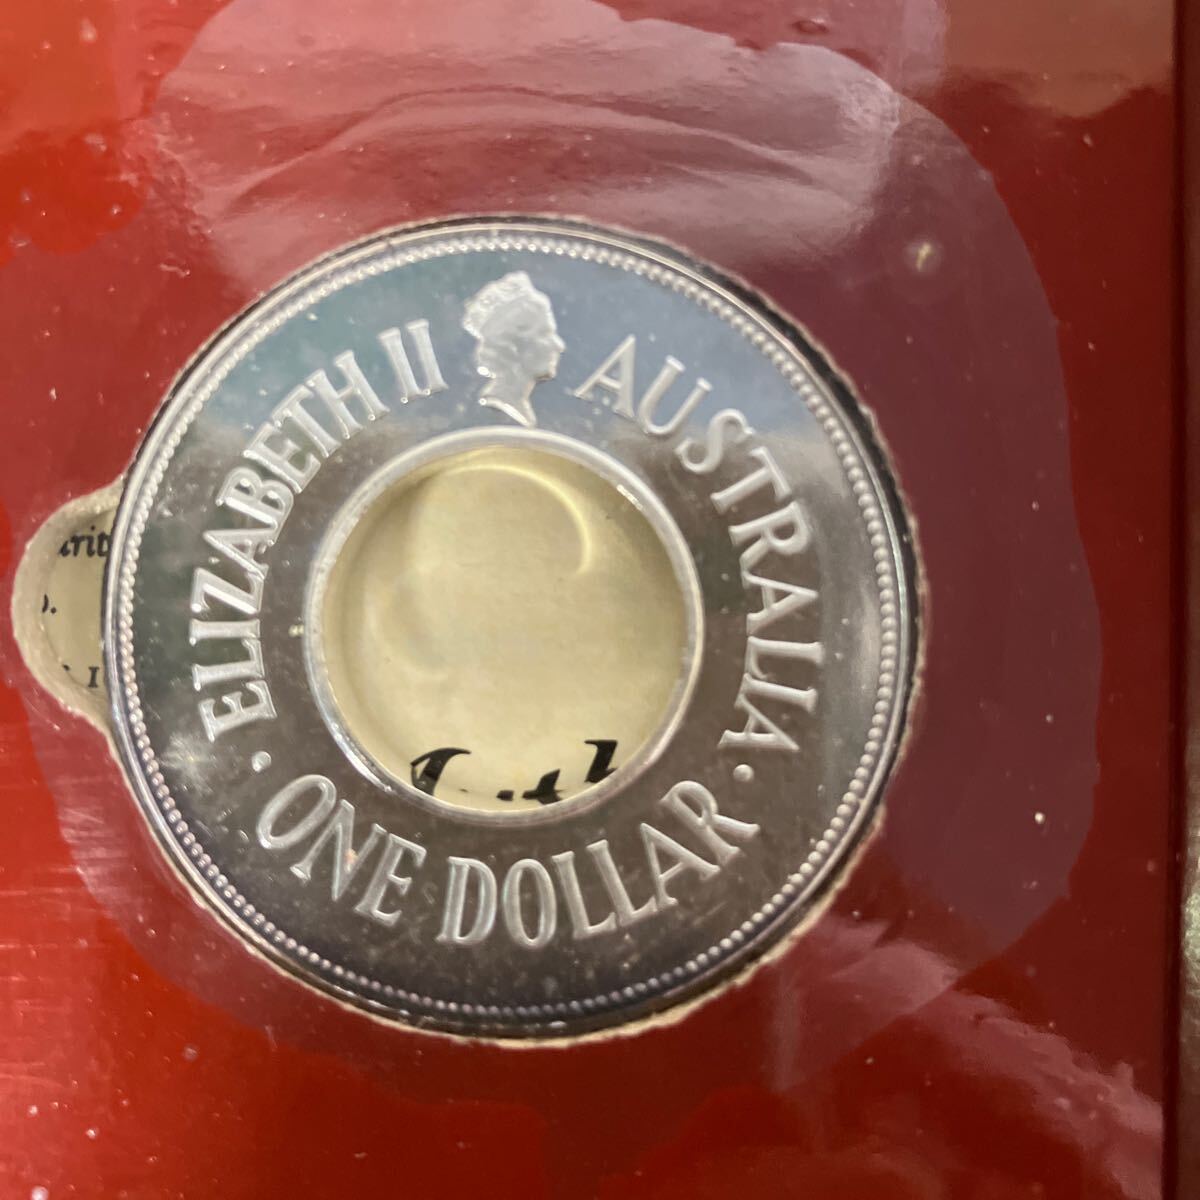 ELIZABETH II
AUSTRALIA
· ONE DOLLAR ·